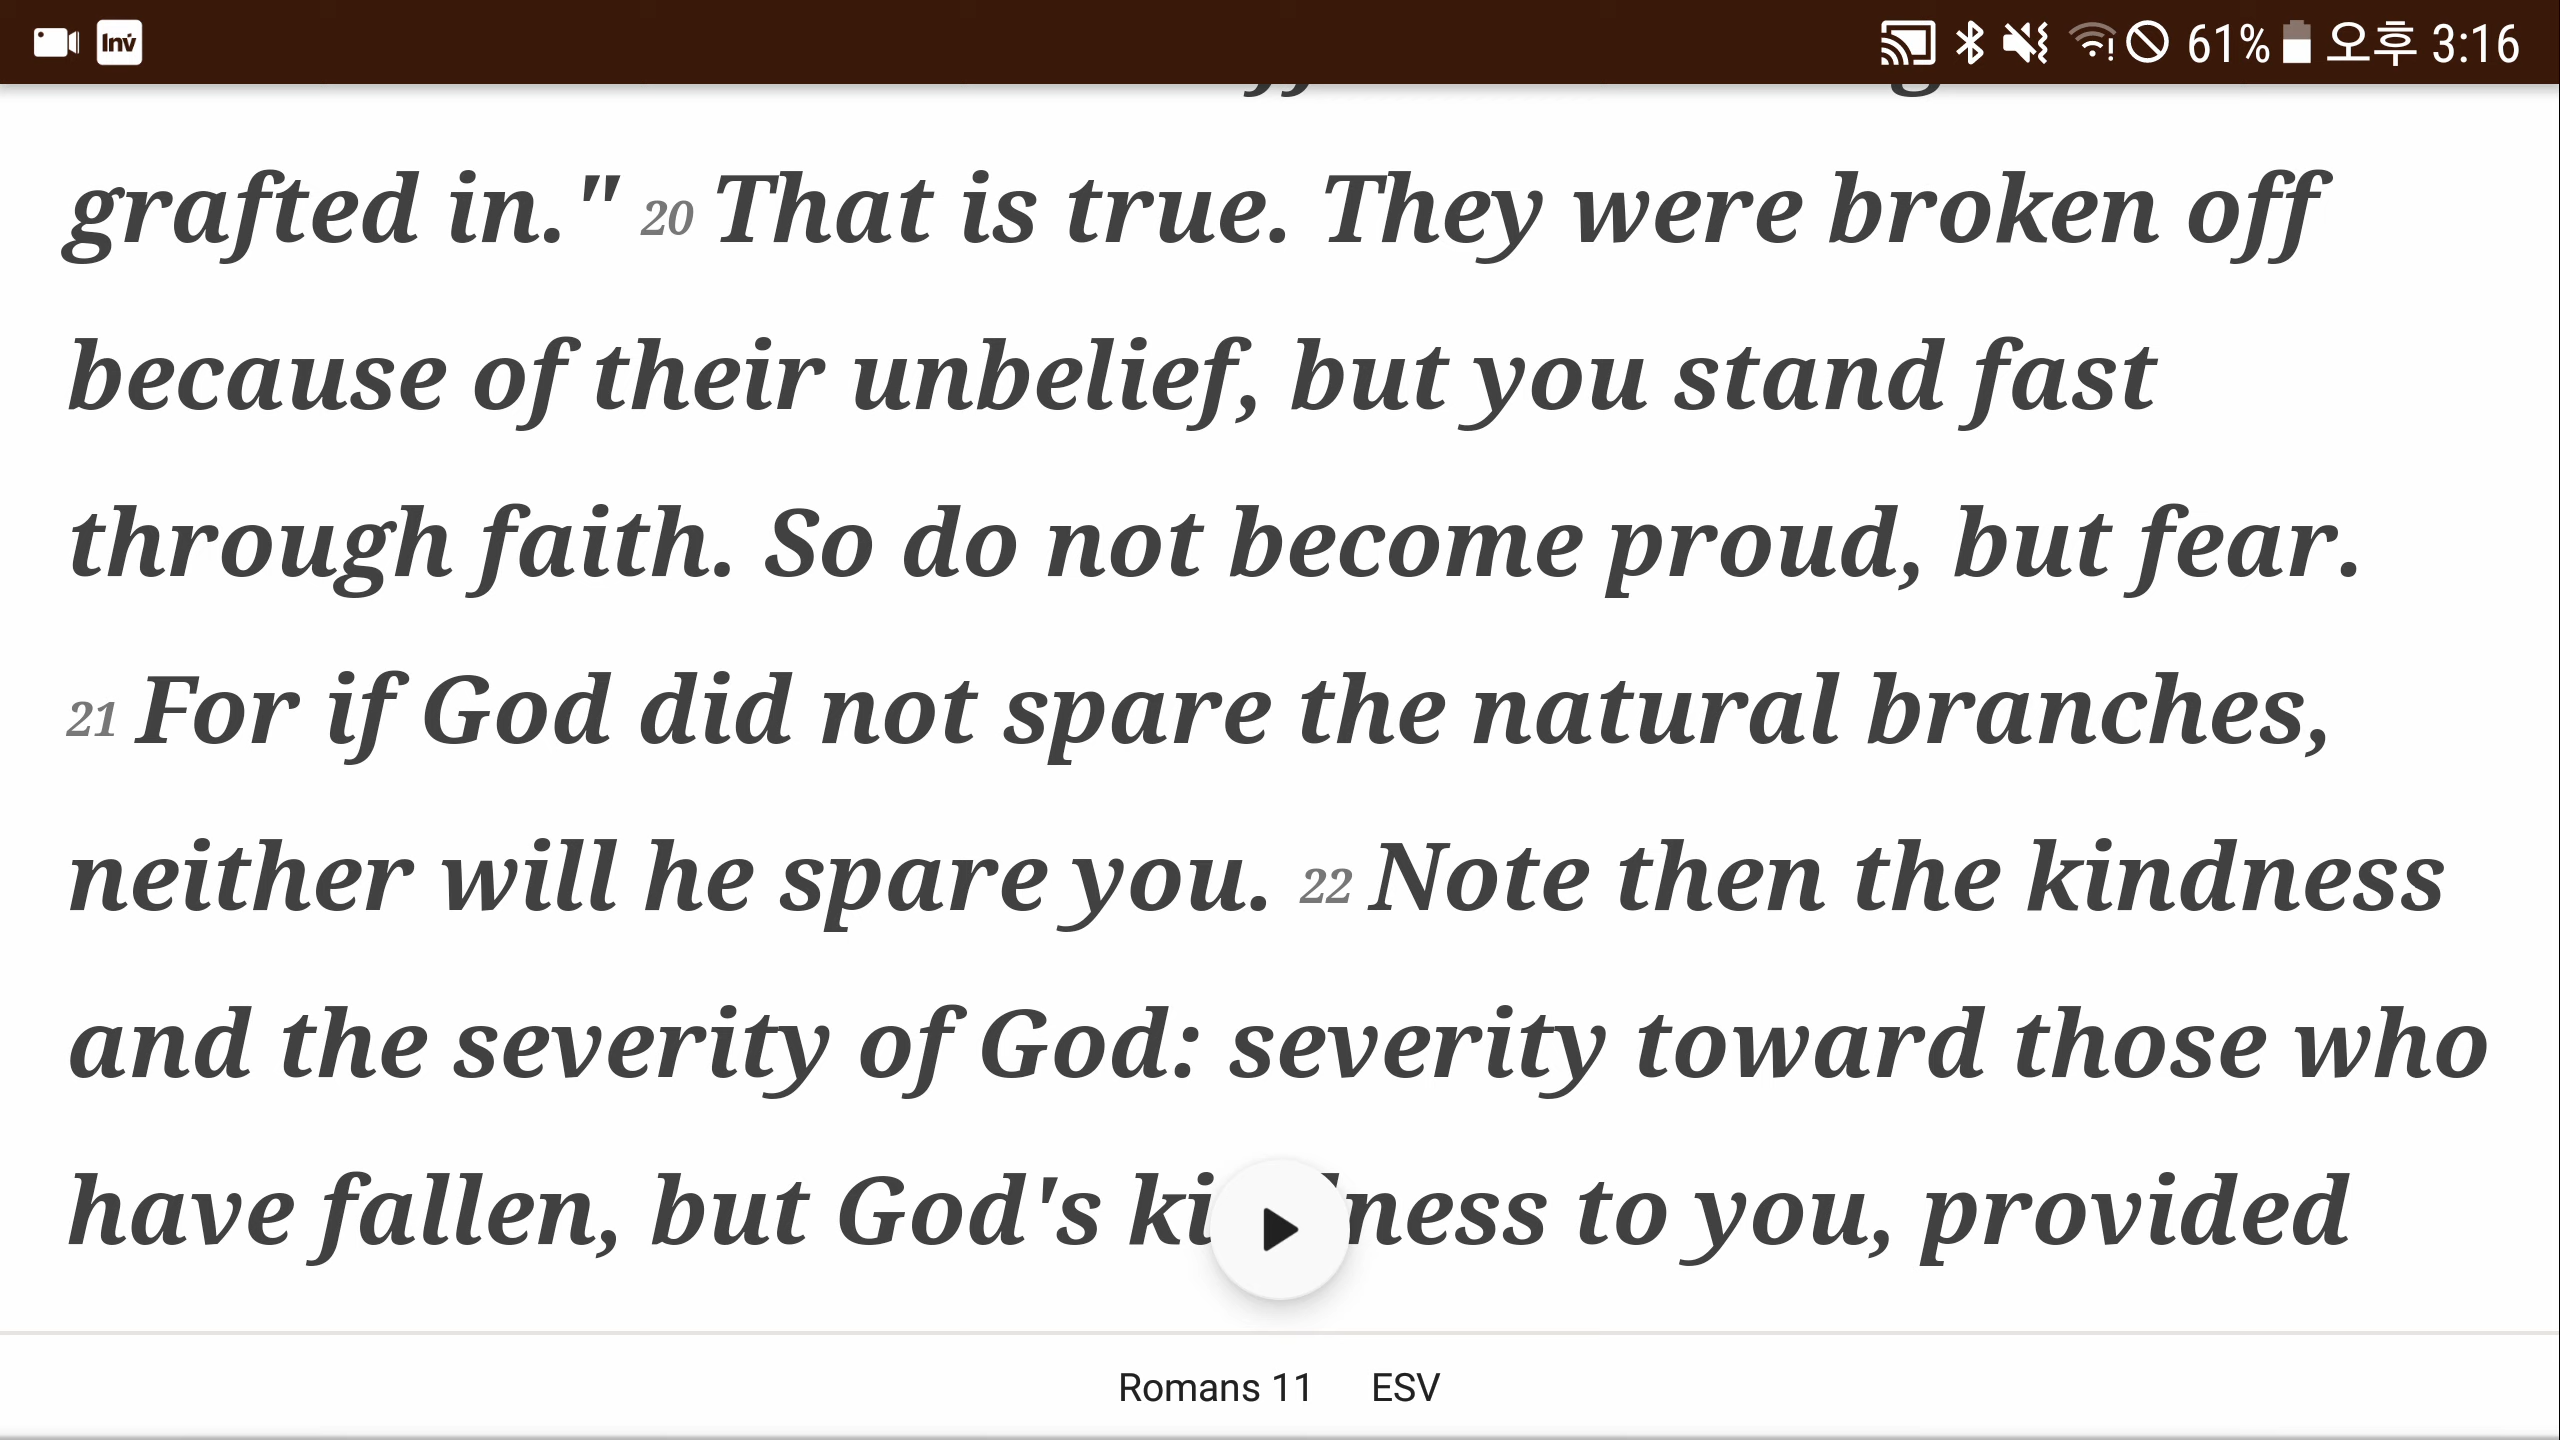 Inv 61% 오후 3:16
grafted in." 20 That is true. They were broken off
because of their unbelief, but you stand fast
through faith. So do not become proud, but fear.
21 For if God did not spare the natural branches,
neither will he spare you. 22 Note then the kindness
and the severity of God: severity toward those who
have fallen, but God's kindness to you, provided
Romans 11 ESV